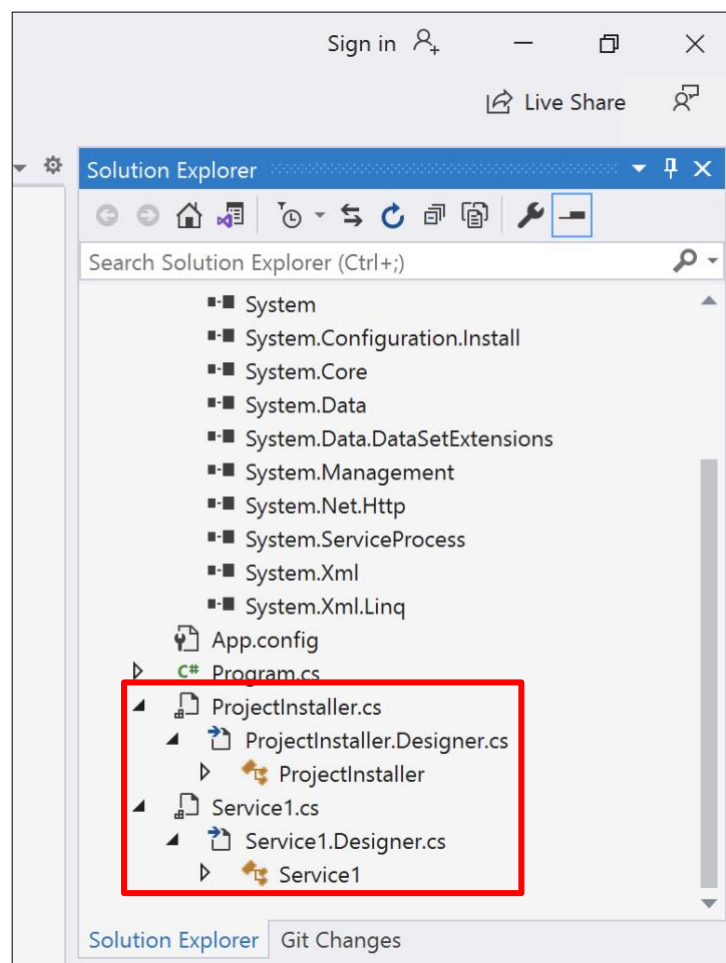 Sign in
Live Share
Solution Explorer
Search Solution Explorer (Ctrl+;)
System
System.Configuration.Install
System.Core
System.Data
System.Data.DataSetExtensions
System.Management
System.Net.Http
System.ServiceProcess
System.Xml
System.Xml.Linq
App.config
C# Program.cs
ProjectInstaller.cs
ProjectInstaller.Designer.cs
ProjectInstaller
Service1.cs
Service1.Designer.cs
Service1
Solution Explorer Git Changes